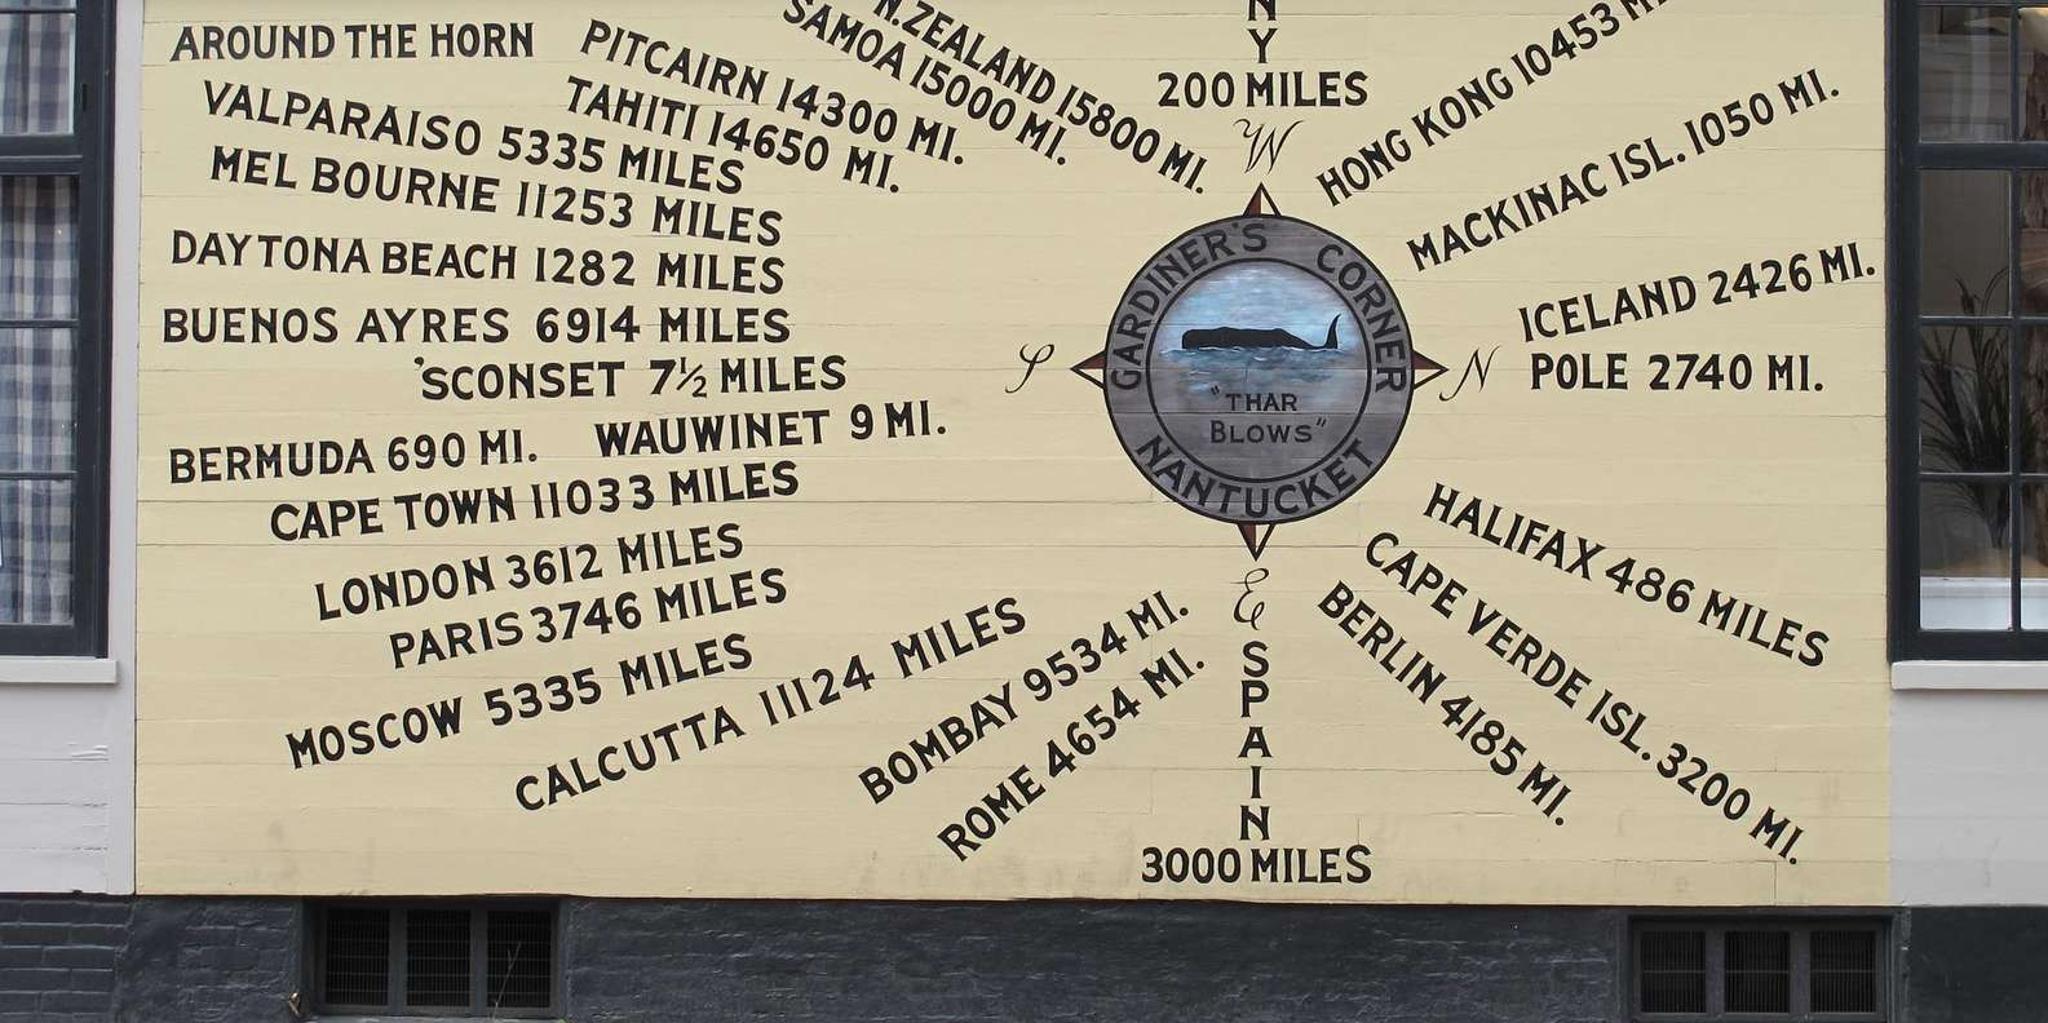 AROUND THE HORN
PITCAIRN 14300 MI.
TAHITI 14650 MI.
SAMOA 15000 MI.
N.ZEALAND 15800 MI.
VALPARAISO 5335 MILES
MEL BOURNE 11253 MILES
DAYTONA BEACH 1282 MILES
BUENOS AYRES 6914 MILES
'SCONSET 7½ MILES
BERMUDA 690 MI.
WAUWINET 9 MI.
CAPE TOWN 11033 MILES
LONDON 3612 MILES
PARIS 3746 MILES
MOSCOW 5335 MILES
CALCUTTA 11124 MILES
BOMBAY 9534 MI.
ROME 4654 MI.
NY
200 MILES
W
S
N
E
GARDINER'S CORNER
"THAR
BLOWS"
NANTUCKET
SPAIN
3000 MILES
HONG KONG 10453
MACKINAC ISL. 1050 MI.
ICELAND 2426 MI.
POLE 2740 MI.
HALIFAX 486 MILES
CAPE VERDE ISL. 3200 MI.
BERLIN 4185 MI.